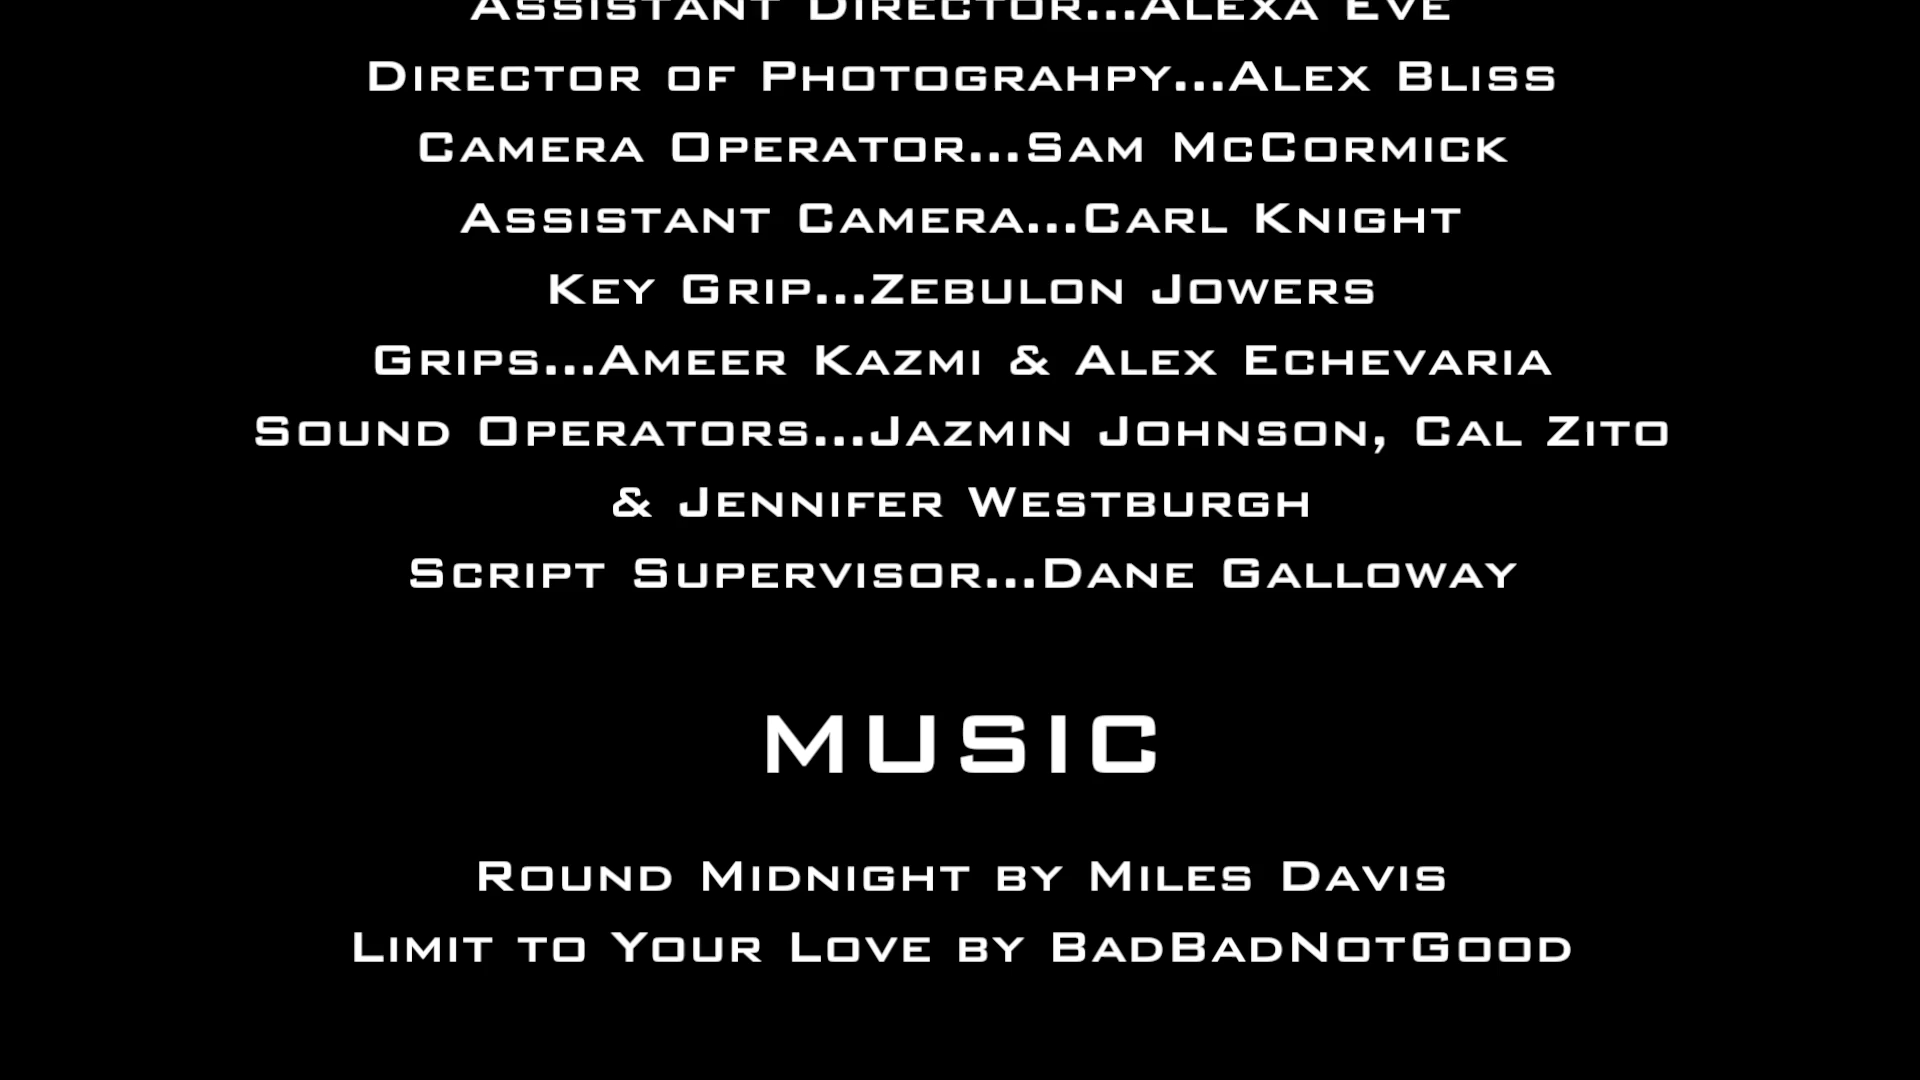 Assistant Director...Alexa Eve
Director of Photograhpy...Alex Bliss
Camera Operator...Sam McCormick
Assistant Camera...Carl Knight
Key Grip...Zebulon Jowers
Grips...Ameer Kazmi & Alex Echevaria
Sound Operators...Jazmin Johnson, Cal Zito
& Jennifer Westburgh
Script Supervisor...Dane Galloway
MUSIC
Round Midnight by Miles Davis
Limit to Your Love by BadBadNotGood